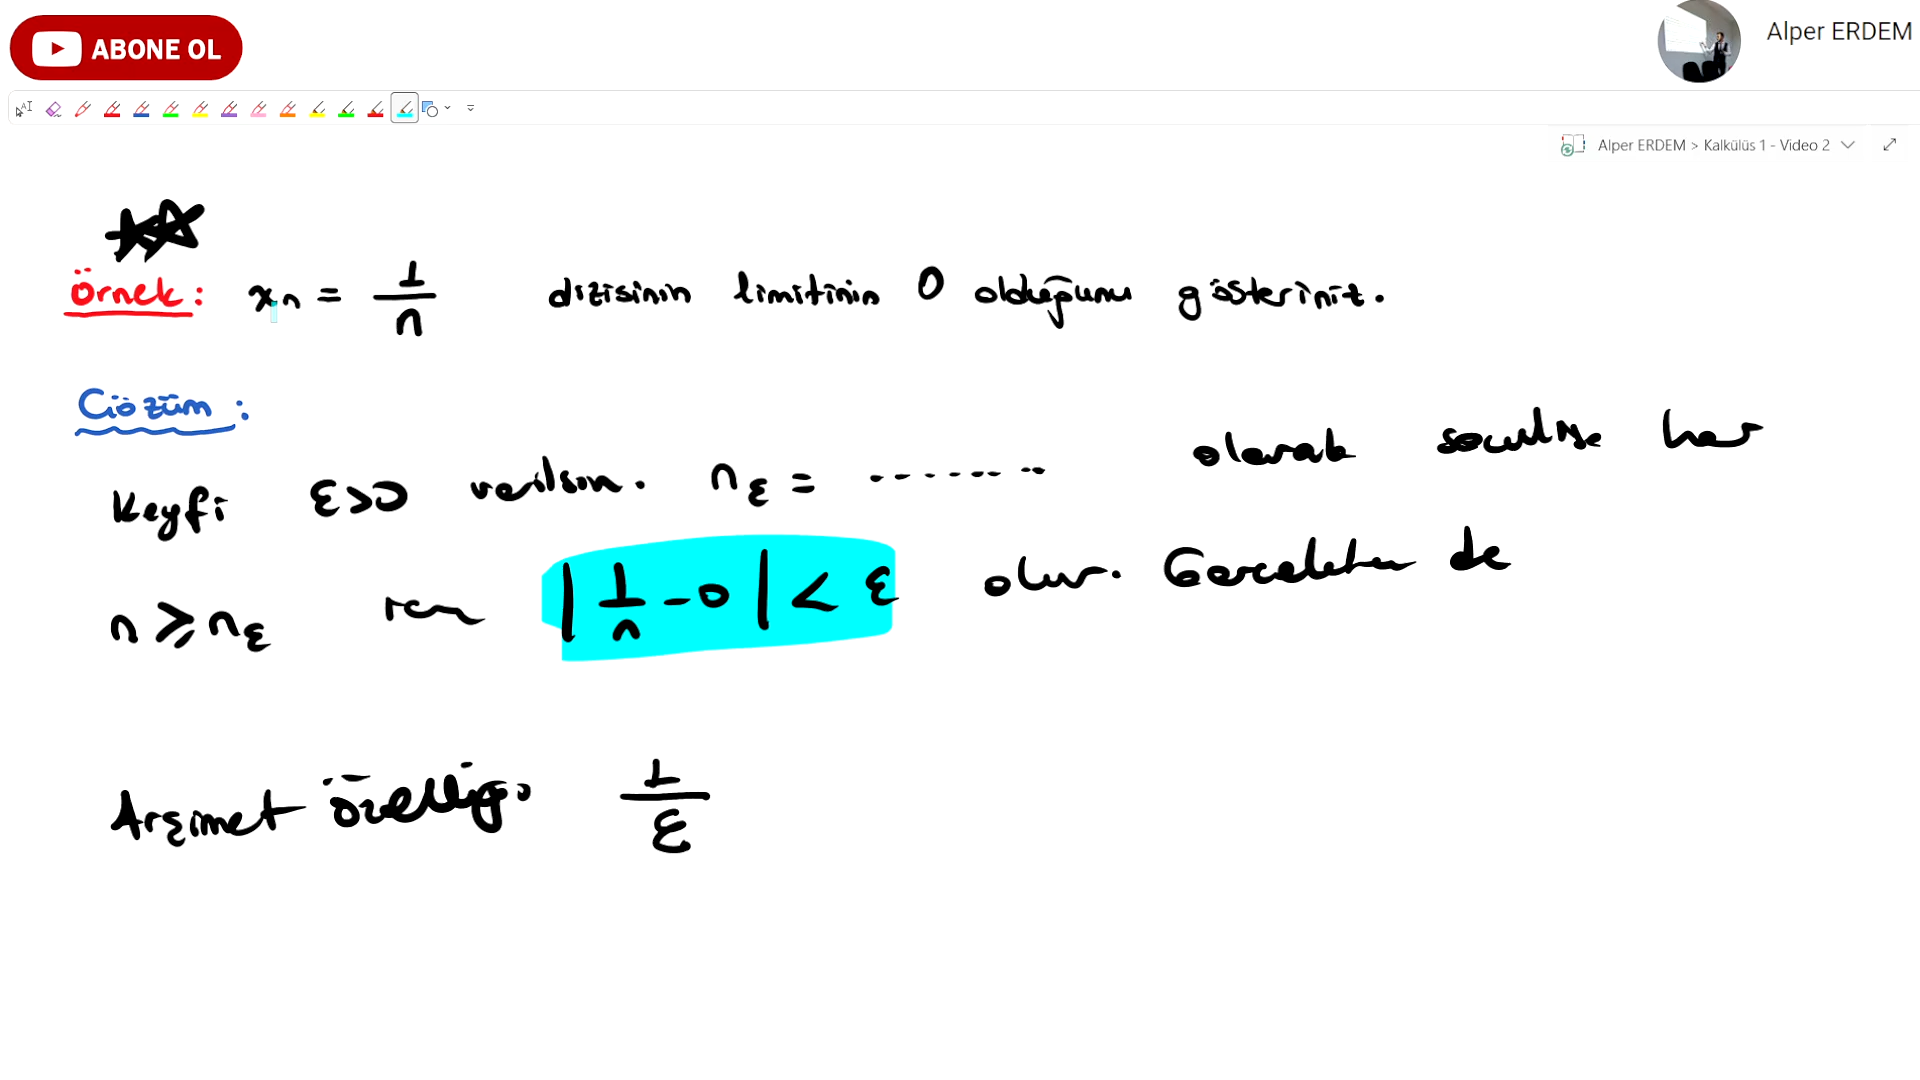 ABONE OL
Alper ERDEM
Alper ERDEM > Kalkülüs 1 - Video 2
örnek: xn = 1/n dizisinin limitinin 0 olduğunu gösteriniz.
Çözüm:
Keyfi ε>0 verilsin. nε = ........ olarak seçilirse her
n ≥ nε için |1/n - 0| < ε olur. Gerçekten de
Arşimet özelliği 1/ε